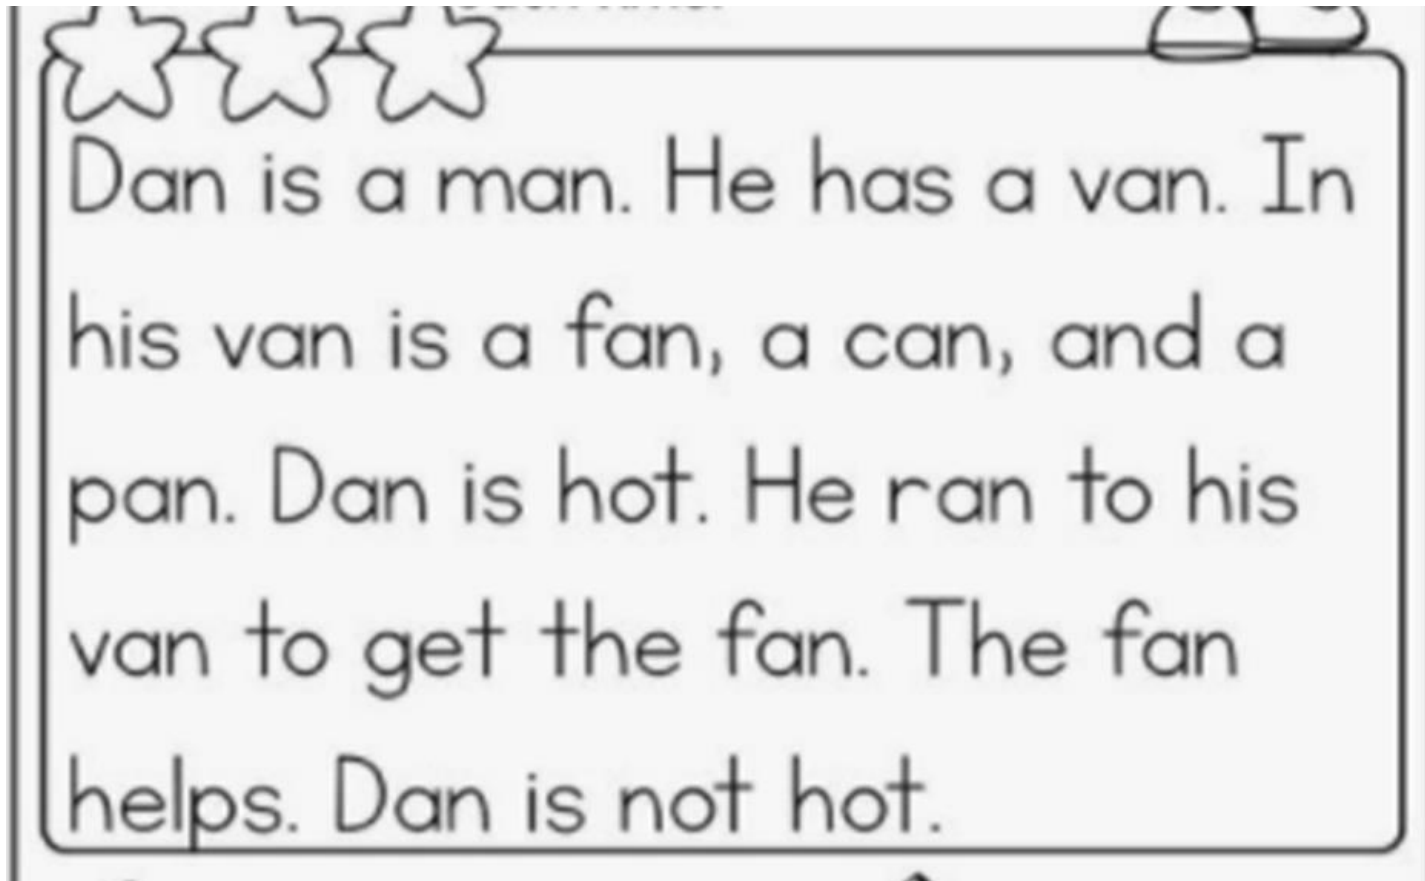 Dan is a man. He has a van. In
his van is a fan, a can, and a
pan. Dan is hot. He ran to his
van to get the fan. The fan
helps. Dan is not hot.